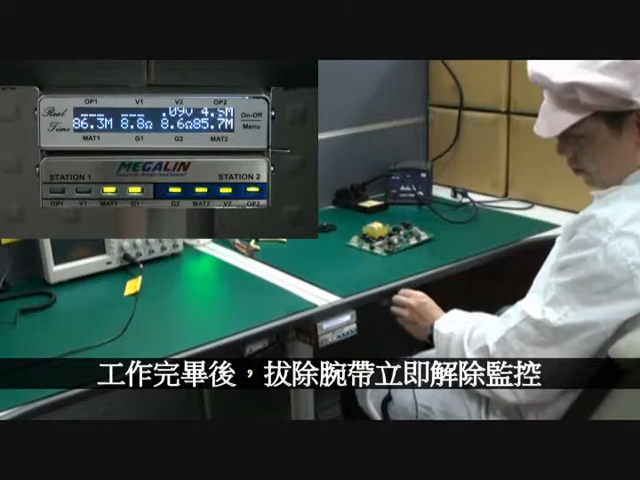 OP1 V1 V2 OP2
Real Time
--- --- .09V 4.5M
86.3M 8.8Ω 8.6Ω85.7M
On-Off
Menu
MAT1 G1 G2 MAT2
MEGALIN
STATION 1 STATION 2
OP1 V1 MAT1 G1 G2 MAT2 V2 OP2
工作完畢後，拔除腕帶立即解除監控